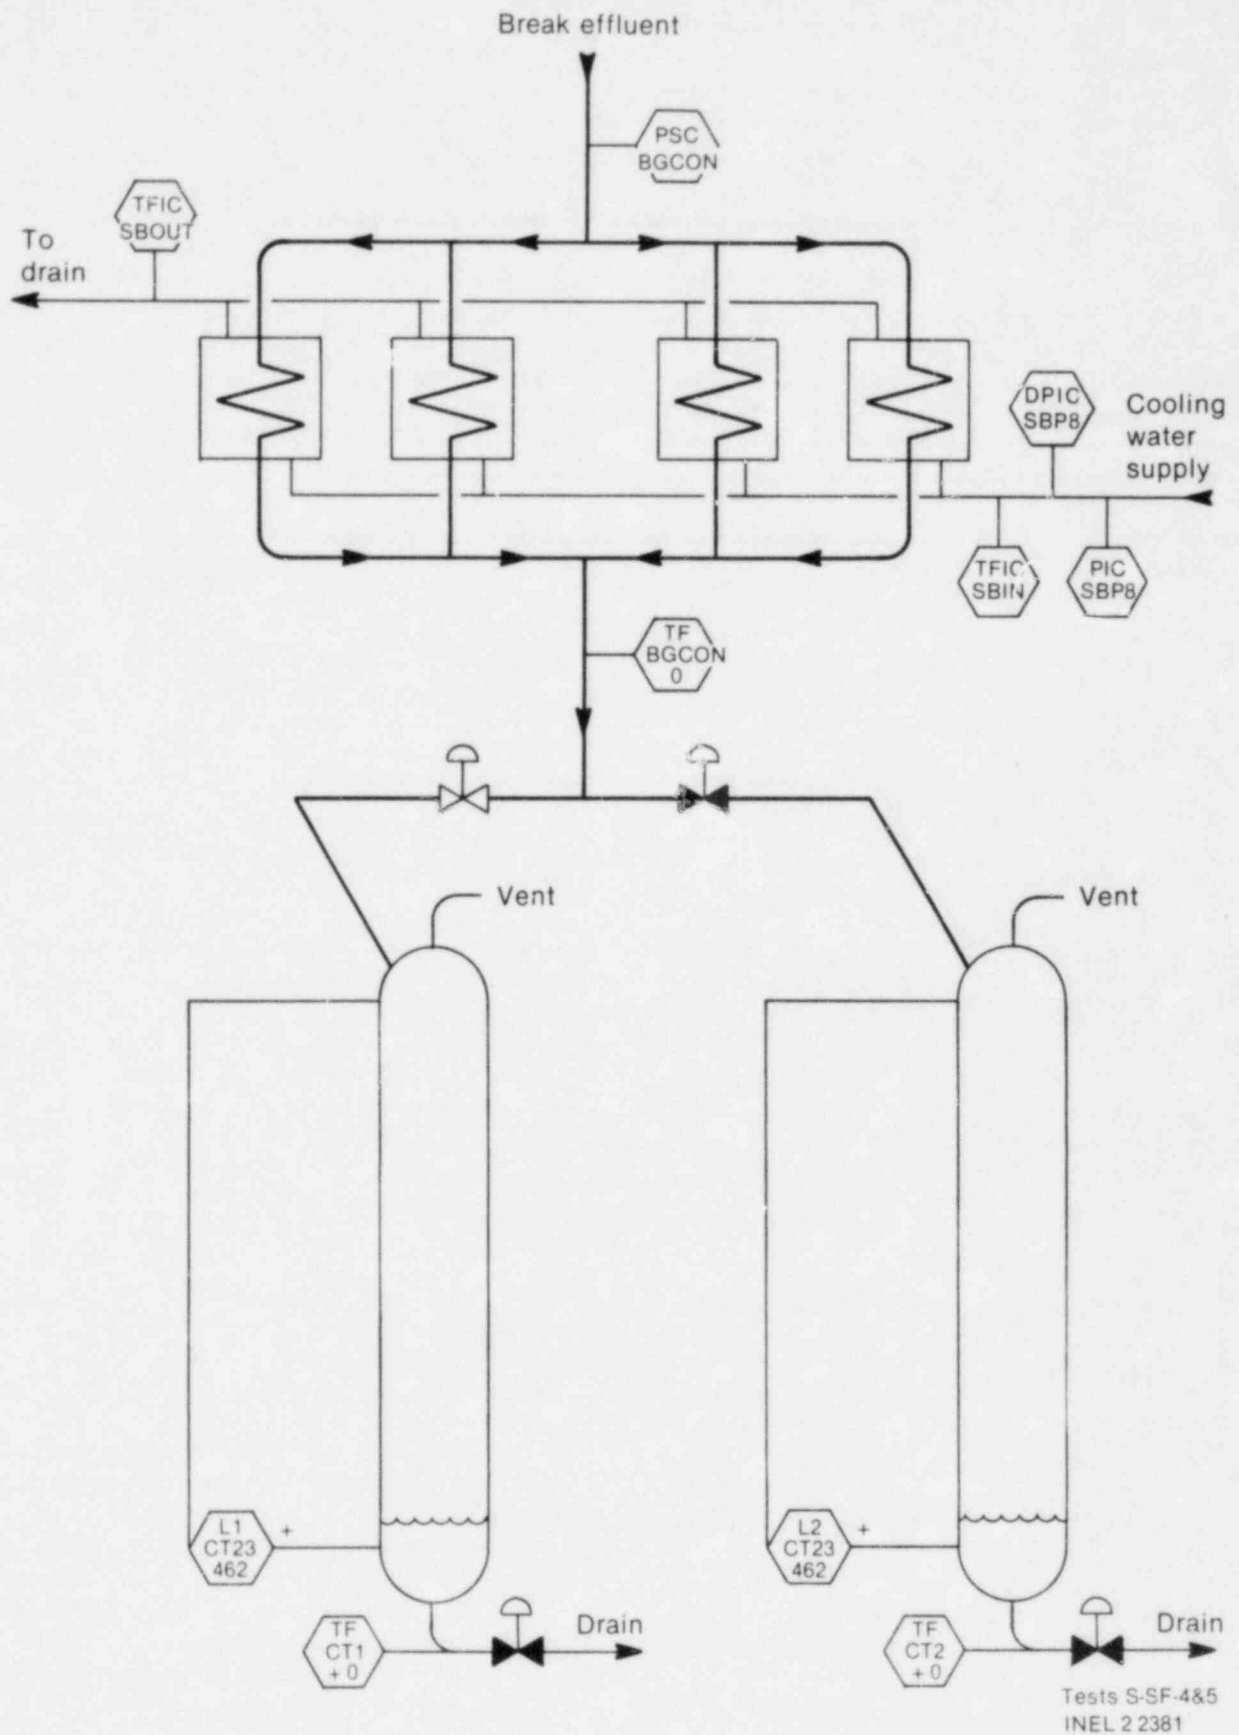 Break effluent
PSC
BGCON
TFIC
SBOUT
To
drain
DPIC
SBP8
Cooling
water
supply
TFIC
SBIN
PIC
SBP8
TF
BGCON
0
Vent
Vent
L1
CT23
462
+
L2
CT23
462
+
TF
CT1
+0
Drain
TF
CT2
+0
Drain
Tests S-SF-4&5
INEL 2 2381